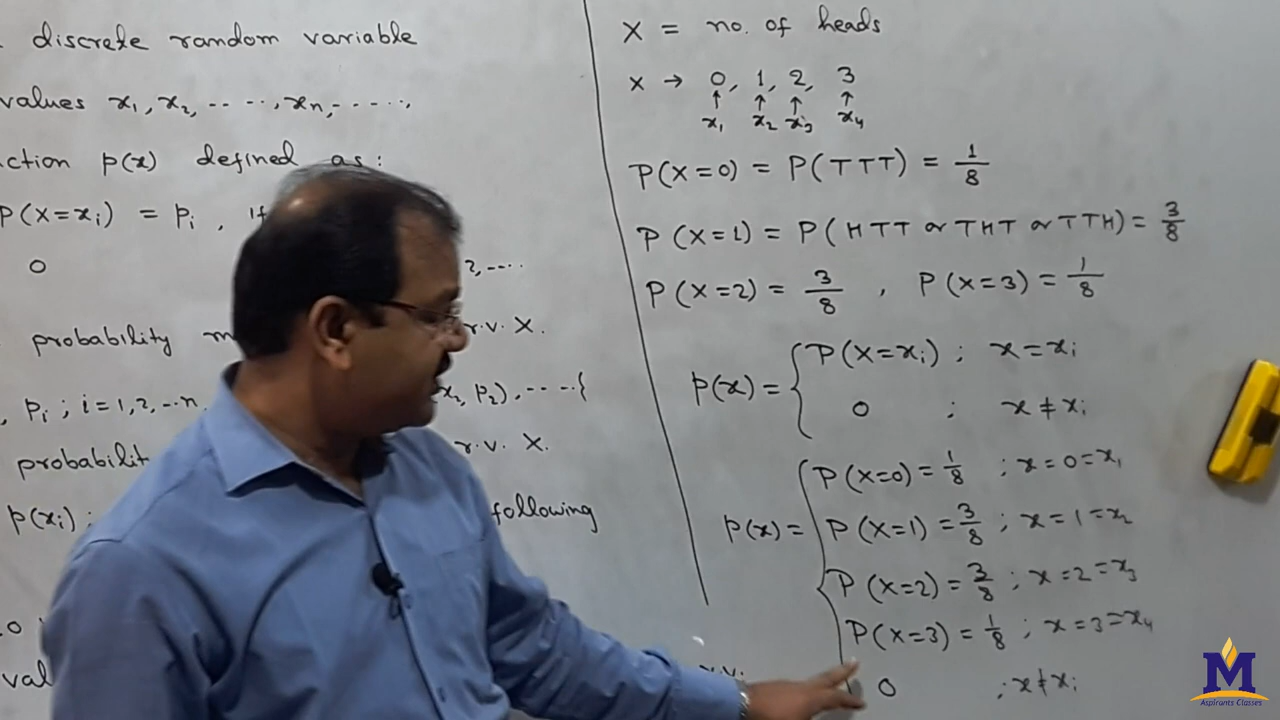 discrete random variable
values x₁, x₂, -----, xₙ, -----,
ction p(x) defined as:
P(X=xᵢ) = pᵢ , if
0 2, ----
probability r.v. X.
, pᵢ ; i=1,2,--n x₂, p₂), ----{
probabilit r.v. X.
p(xᵢ); following
val r.v.
X = no. of heads
X → 0, 1, 2, 3
↑ ↑ ↑ ↑
x₁ x₂ x₃ x₄
P(X=0) = P(TTT) = 1/8
P(X=1) = P(HTT or THT or TTH) = 3/8
P(X=2) = 3/8 , P(X=3) = 1/8
p(x) = { P(X=xᵢ) ; x=xᵢ
0 ; x≠xᵢ
P(X=0) = 1/8 ; x=0=x₁
p(x) = { P(X=1) = 3/8 ; x=1=x₂
P(X=2) = 3/8 ; x=2=x₃
P(X=3) = 1/8 ; x=3=x₄
0 ; x≠xᵢ
M
Aspirants Classes